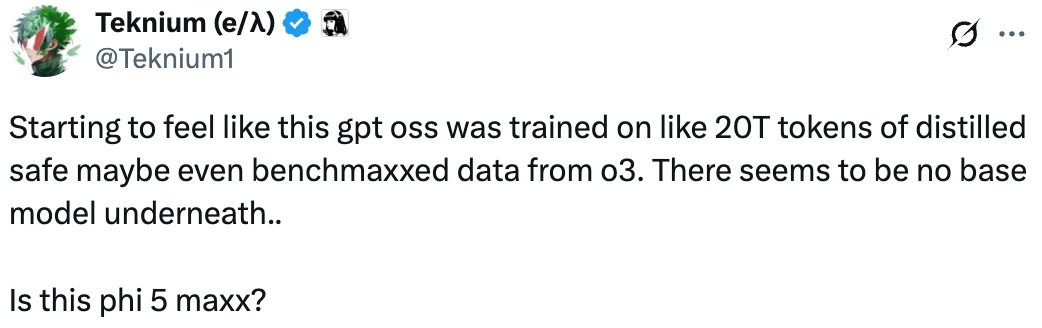 Teknium (e/λ)
@Teknium1
Starting to feel like this gpt oss was trained on like 20T tokens of distilled
safe maybe even benchmaxxed data from o3. There seems to be no base
model underneath..
Is this phi 5 maxx?